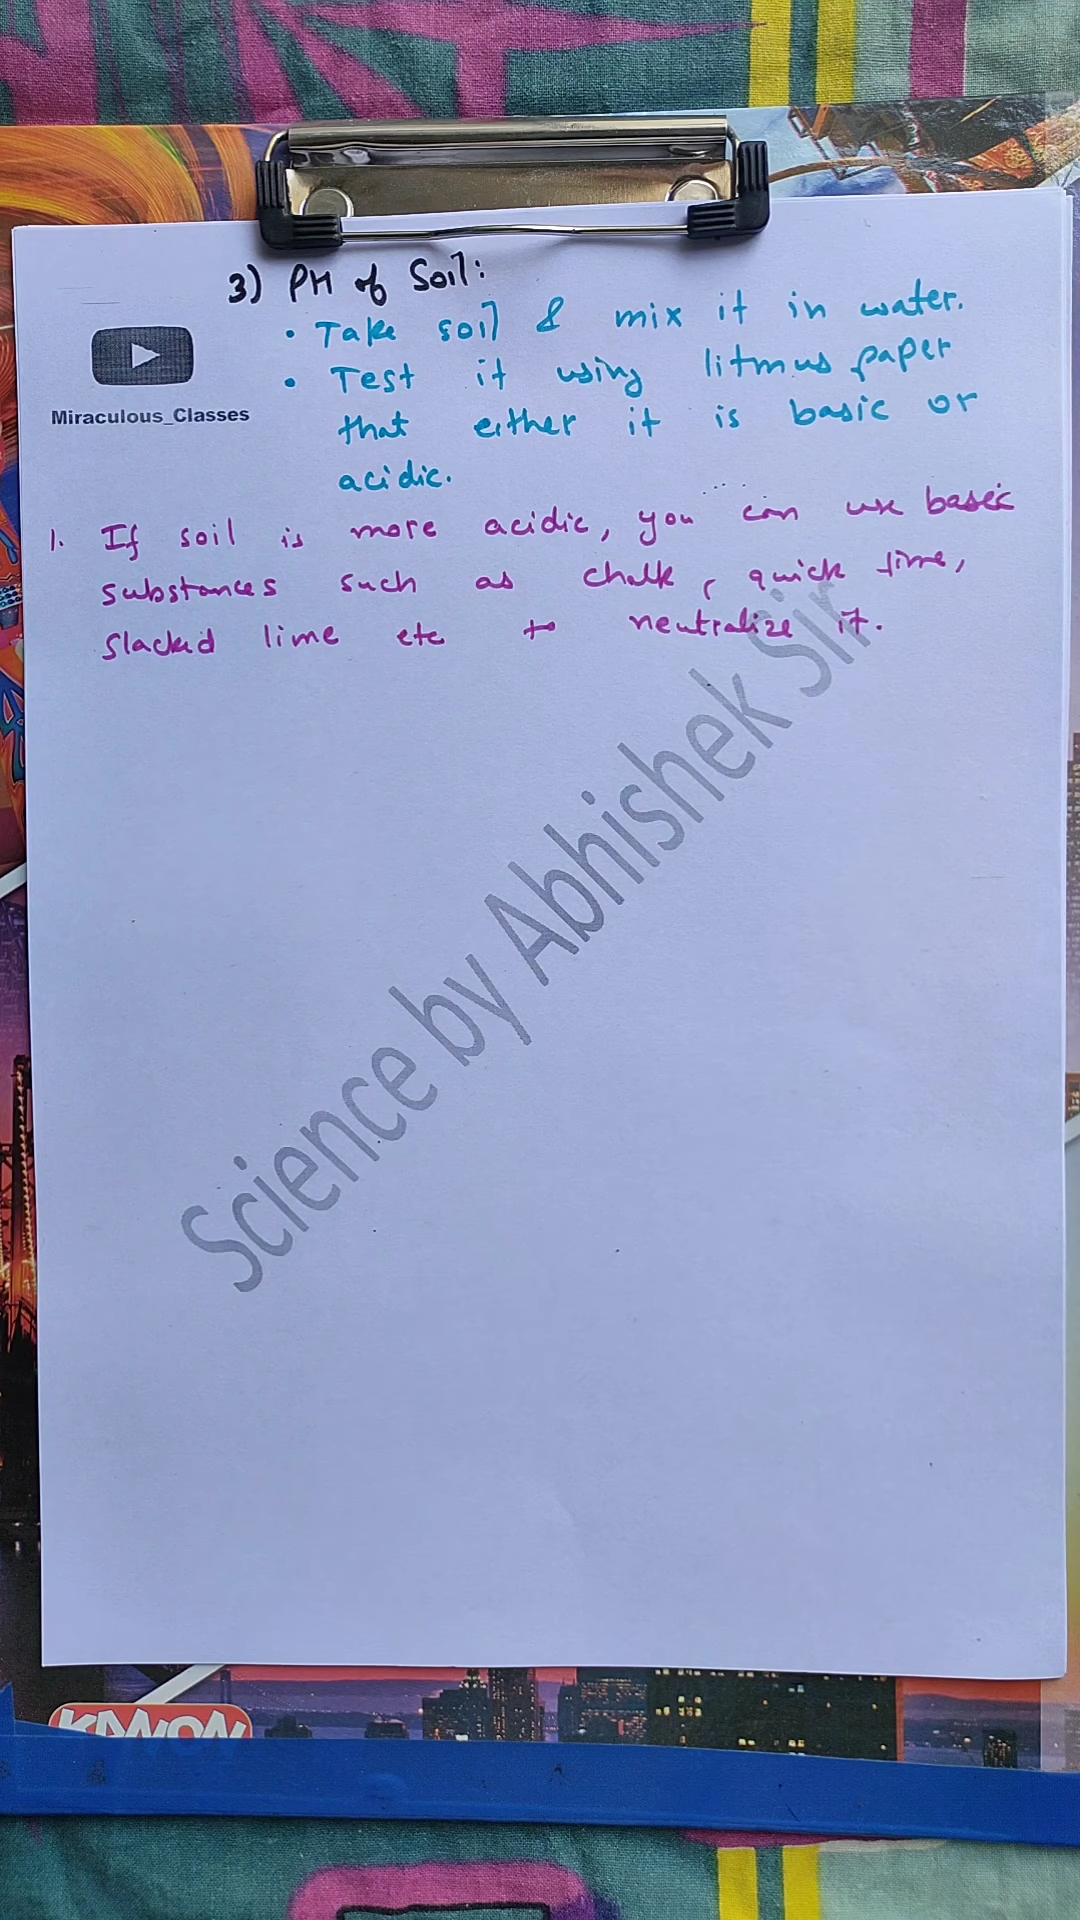 3) PH of Soil:
• Take soil & mix it in water.
• Test it using litmus paper
that either it is basic or
acidic.
Miraculous_Classes
1. If soil is more acidic, you can use basic
substances such as chalk, quick lime,
Slacked lime etc to neutralize it.
Science by Abhishek Sir